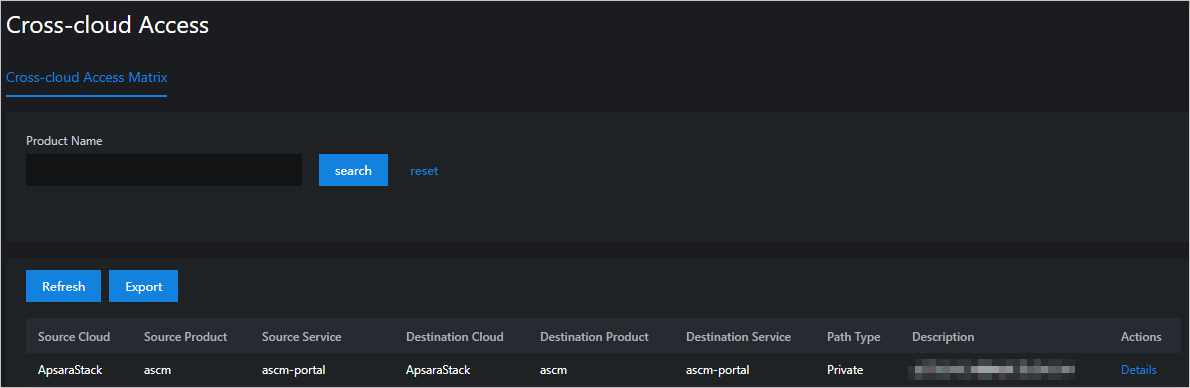 Cross-cloud Access
Cross-cloud Access Matrix
Product Name
search reset
Refresh Export
Source Cloud Source Product Source Service Destination Cloud Destination Product Destination Service Path Type Description Actions
ApsaraStack ascm ascm-portal ApsaraStack ascm ascm-portal Private Details